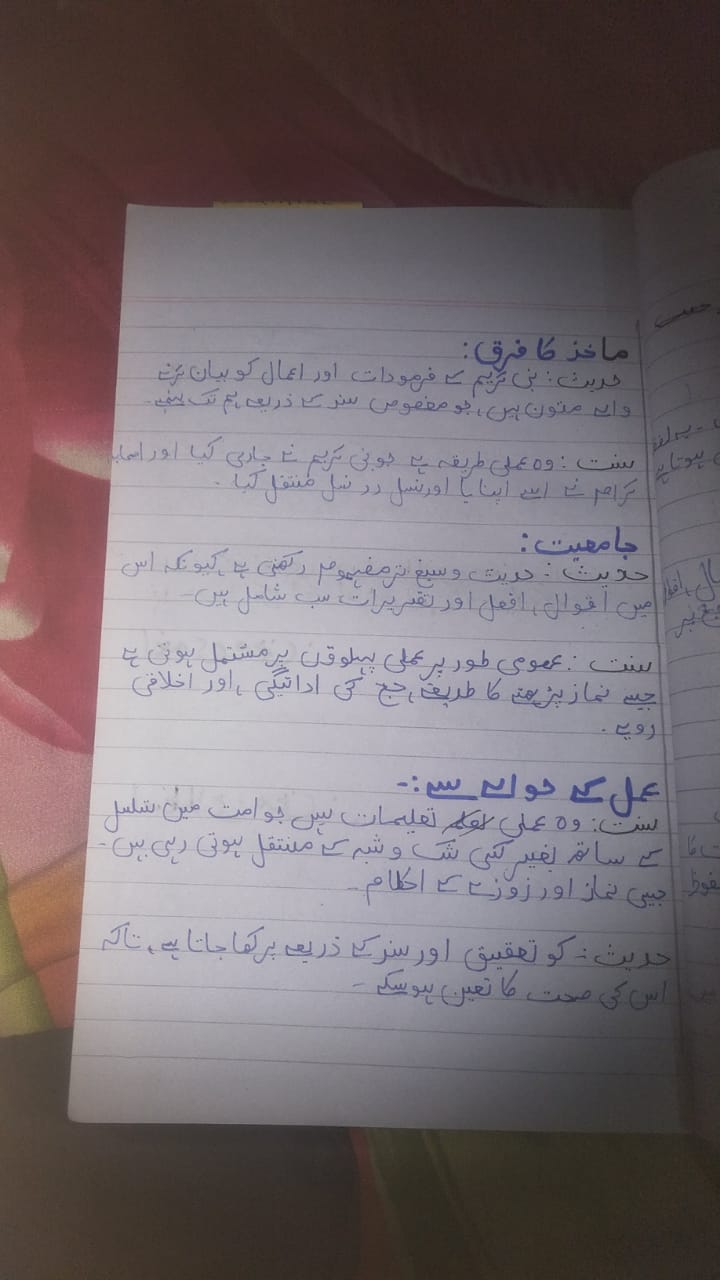 ماخذ کا فرق:
حدیث: نبی کریم کے فرمودات اور اعمال کو بیان کرنے
والے متون ہیں، جو مخصوص سند کے ذریعے ہم تک پہنچے۔
سنت: وہ عملی طریقہ ہے جو نبی کریم نے جاری کیا اور اصحابہ
کرام نے اسے اپنایا اور نسل در نسل منتقل کیا۔
جامعیت:
حدیث: حدیث وسیع تر مفہوم رکھتی ہے کیونکہ اس
میں اقوال، افعل اور تقریرات سب شامل ہیں۔
سنت: عمومی طور پر عملی پہلوؤں پر مشتمل ہوتی ہے
جیسے نماز پڑھنے کا طریقہ، حج کی ادائیگی، اور اخلاقی
رویے۔
عمل کے حوالے سے:-
سنت: وہ عملی تعلیمات ہیں جو امت میں تسلسل
کے ساتھ بغیر کسی شک و شبہ کے منتقل ہوتی رہی ہیں۔
جیسی نماز اور روزے کے احکام۔
حدیث: کو تحقیق اور سند کے ذریعے پرکھا جاتا ہے، تاکہ
اس کی صحت کا تعین ہوسکے۔